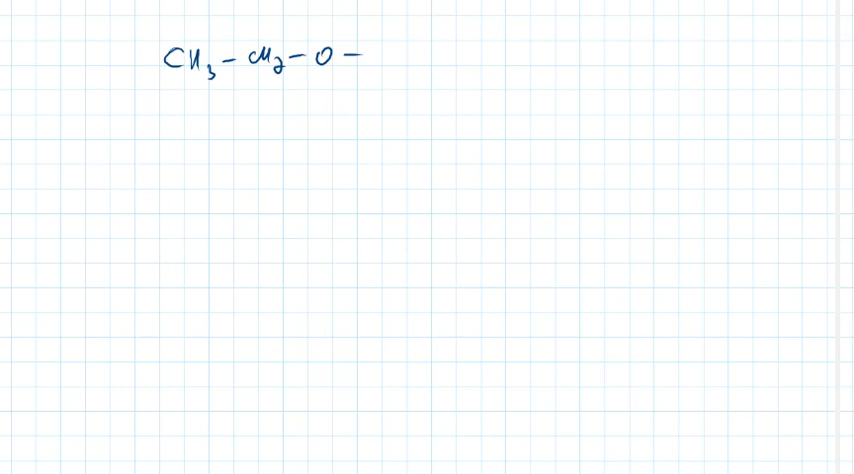 CH₃ – CH₂ – O –